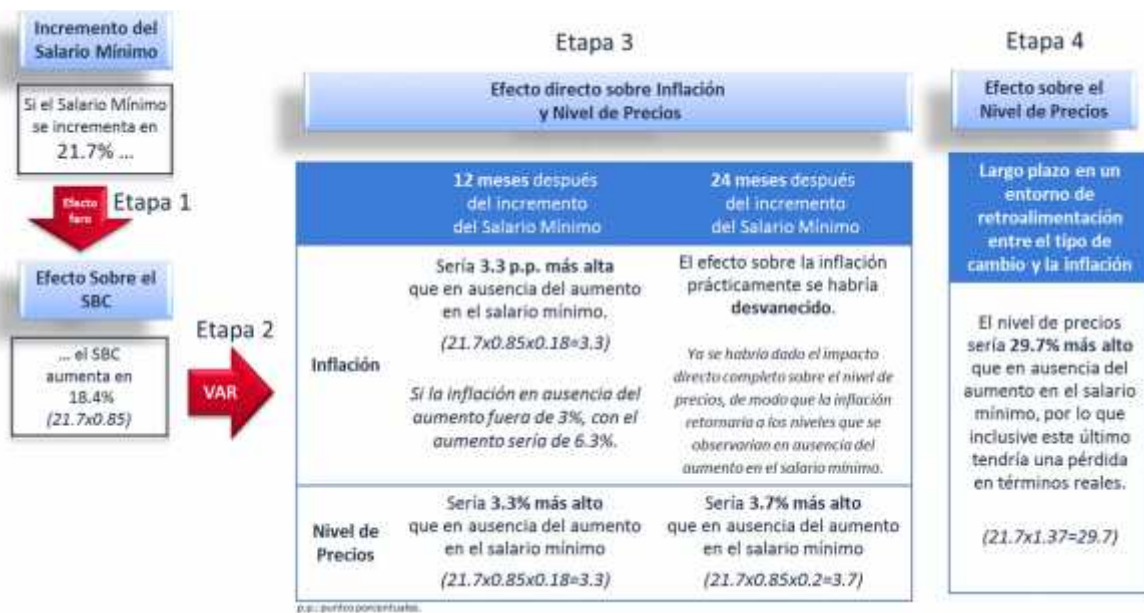 Incremento del
Salario Mínimo
Si el Salario Mínimo
se incrementa en
21.7% ...
Efecto
faro
Etapa 1
Efecto Sobre el
SBC
... el SBC
aumenta en
18.4%
(21.7x0.85)
Etapa 2
VAR
Etapa 3
Efecto directo sobre Inflación
y Nivel de Precios
12 meses después
del incremento
del Salario Mínimo
24 meses después
del incremento
del Salario Mínimo
Inflación
Sería 3.3 p.p. más alta
que en ausencia del aumento
en el salario mínimo.
(21.7x0.85x0.18=3.3)
Si la inflación en ausencia del
aumento fuera de 3%, con el
aumento sería de 6.3%.
El efecto sobre la inflación
prácticamente se habría
desvanecido.
Ya se habría dado el impacto
directo completo sobre el nivel de
precios, de modo que la inflación
retornaría a los niveles que se
observarían en ausencia del
aumento en el salario mínimo.
Nivel de
Precios
Sería 3.3% más alto
que en ausencia del aumento
en el salario mínimo
(21.7x0.85x0.18=3.3)
Sería 3.7% más alto
que en ausencia del aumento
en el salario mínimo
(21.7x0.85x0.2=3.7)
p.p.: puntos porcentuales.
Etapa 4
Efecto sobre el
Nivel de Precios
Largo plazo en un
entorno de
retroalimentación
entre el tipo de
cambio y la inflación
El nivel de precios
sería 29.7% más alto
que en ausencia del
aumento en el salario
mínimo, por lo que
inclusive este último
tendría una pérdida
en términos reales.
(21.7x1.37=29.7)